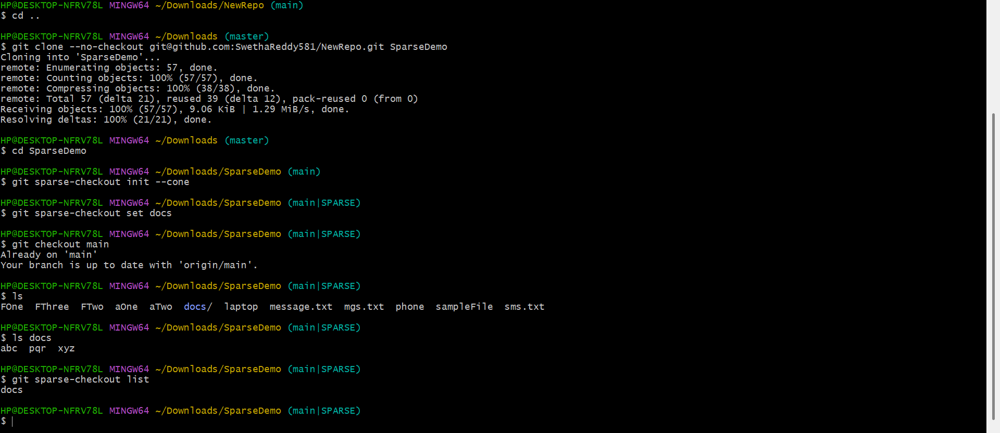 HP@DESKTOP-NFRV78L MINGW64 ~/Downloads/NewRepo (main)
$ cd ..
HP@DESKTOP-NFRV78L MINGW64 ~/Downloads (master)
$ git clone --no-checkout git@github.com:SwethaReddy581/NewRepo.git SparseDemo
Cloning into 'SparseDemo'...
remote: Enumerating objects: 57, done.
remote: Counting objects: 100% (57/57), done.
remote: Compressing objects: 100% (38/38), done.
remote: Total 57 (delta 21), reused 39 (delta 12), pack-reused 0 (from 0)
Receiving objects: 100% (57/57), 9.06 KiB | 1.29 MiB/s, done.
Resolving deltas: 100% (21/21), done.
HP@DESKTOP-NFRV78L MINGW64 ~/Downloads (master)
$ cd SparseDemo
HP@DESKTOP-NFRV78L MINGW64 ~/Downloads/SparseDemo (main)
$ git sparse-checkout init --cone
HP@DESKTOP-NFRV78L MINGW64 ~/Downloads/SparseDemo (main|SPARSE)
$ git sparse-checkout set docs
HP@DESKTOP-NFRV78L MINGW64 ~/Downloads/SparseDemo (main|SPARSE)
$ git checkout main
Already on 'main'
Your branch is up to date with 'origin/main'.
HP@DESKTOP-NFRV78L MINGW64 ~/Downloads/SparseDemo (main|SPARSE)
$ ls
FOne  FThree  FTwo  aOne  aTwo  docs/  laptop  message.txt  mgs.txt  phone  sampleFile  sms.txt
HP@DESKTOP-NFRV78L MINGW64 ~/Downloads/SparseDemo (main|SPARSE)
$ ls docs
abc  pqr  xyz
HP@DESKTOP-NFRV78L MINGW64 ~/Downloads/SparseDemo (main|SPARSE)
$ git sparse-checkout list
docs
HP@DESKTOP-NFRV78L MINGW64 ~/Downloads/SparseDemo (main|SPARSE)
$